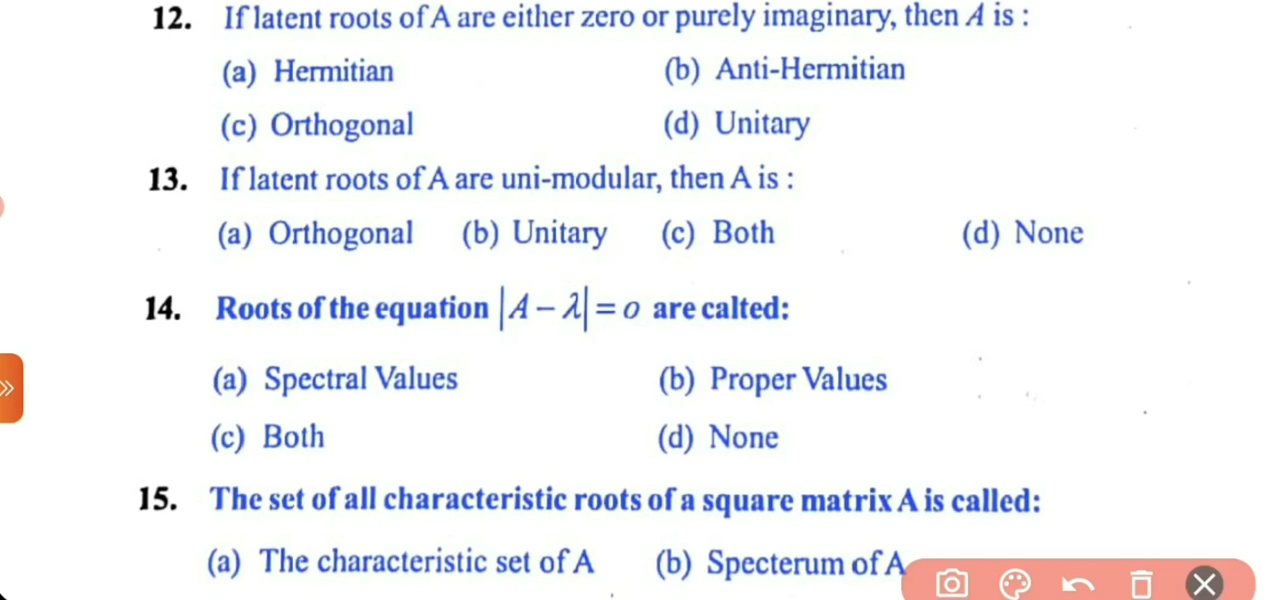 12. If latent roots of A are either zero or purely imaginary, then A is :
(a) Hermitian (b) Anti-Hermitian
(c) Orthogonal (d) Unitary
13. If latent roots of A are uni-modular, then A is :
(a) Orthogonal (b) Unitary (c) Both (d) None
14. Roots of the equation |A − λ| = o are calted:
(a) Spectral Values (b) Proper Values
(c) Both (d) None
15. The set of all characteristic roots of a square matrix A is called:
(a) The characteristic set of A (b) Specterum of A